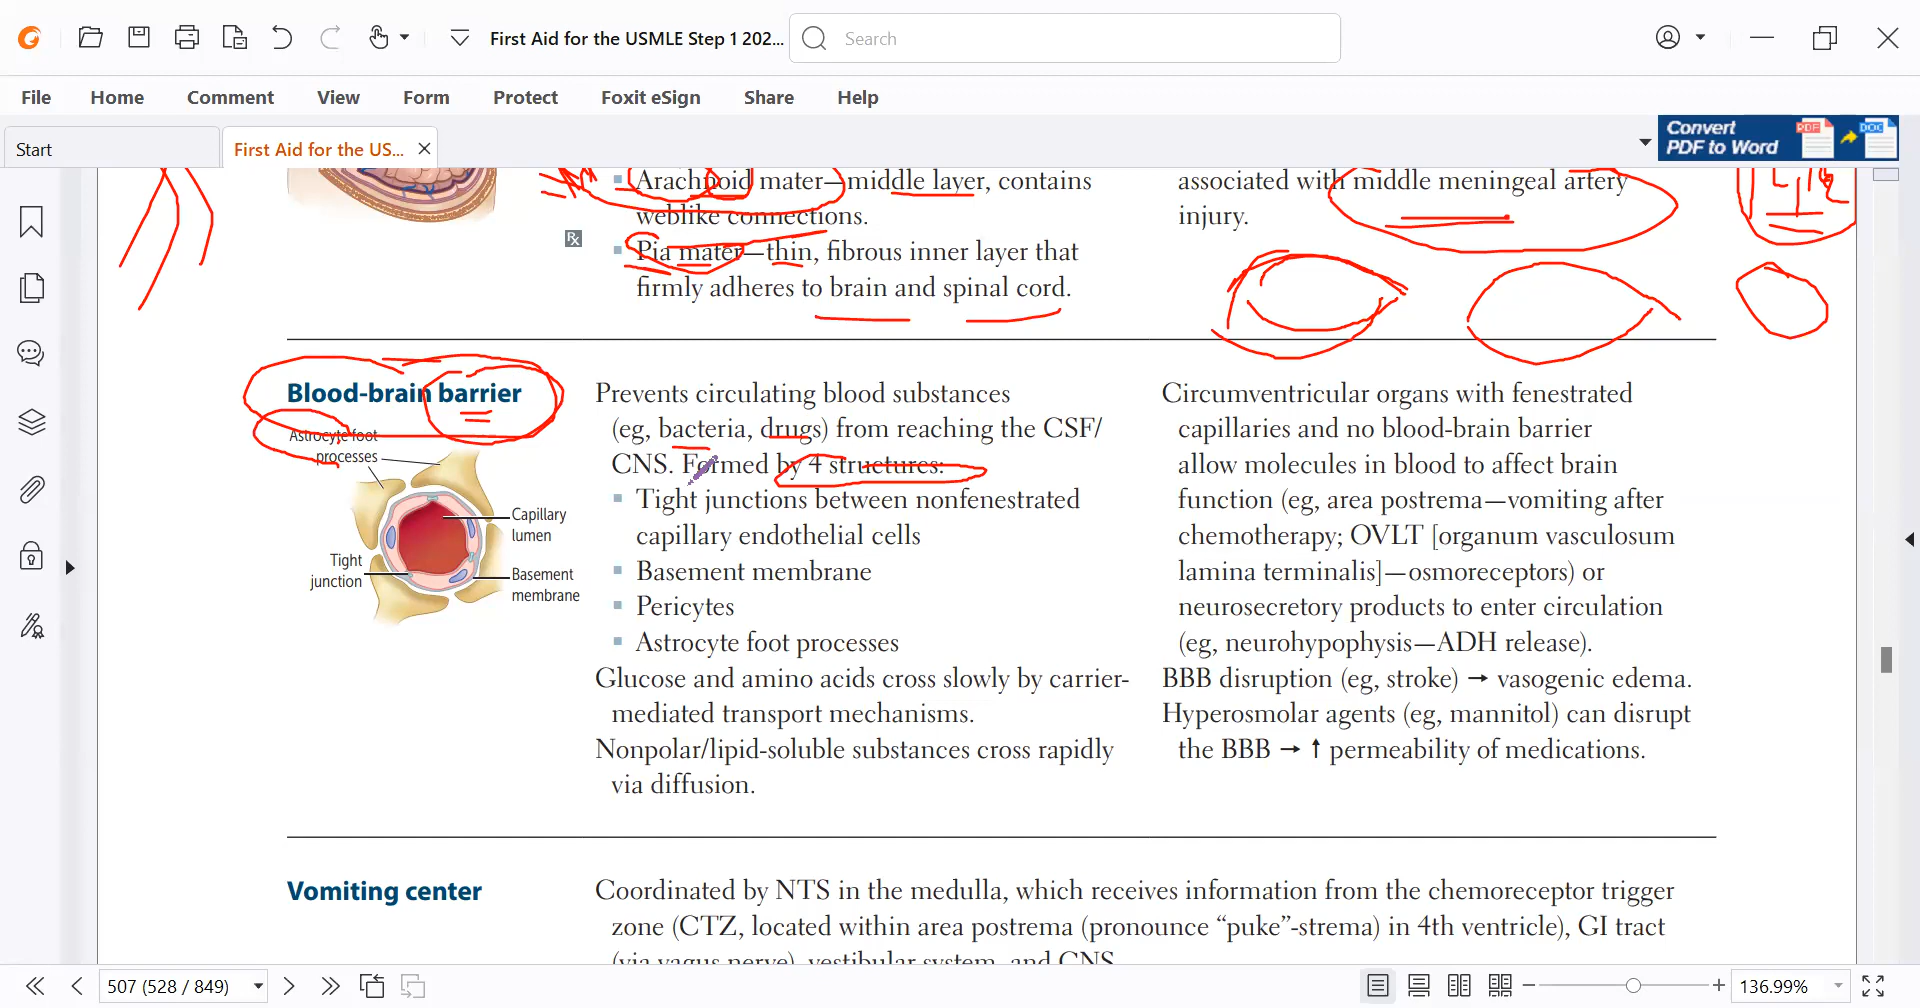 First Aid for the USMLE Step 1 202...
Search
File Home Comment View Form Protect Foxit eSign Share Help
Start
First Aid for the US...
Convert
PDF to Word
PDF
DOC
Arachnoid mater—middle layer, contains
weblike connections.
Pia mater—thin, fibrous inner layer that
firmly adheres to brain and spinal cord.
associated with middle meningeal artery
injury.
Rx
Blood-brain barrier
Astrocyte foot
processes
Capillary
lumen
Tight
junction
Basement
membrane
Prevents circulating blood substances
(eg, bacteria, drugs) from reaching the CSF/
CNS. Formed by 4 structures:
Tight junctions between nonfenestrated
capillary endothelial cells
Basement membrane
Pericytes
Astrocyte foot processes
Glucose and amino acids cross slowly by carrier-
mediated transport mechanisms.
Nonpolar/lipid-soluble substances cross rapidly
via diffusion.
Circumventricular organs with fenestrated
capillaries and no blood-brain barrier
allow molecules in blood to affect brain
function (eg, area postrema—vomiting after
chemotherapy; OVLT [organum vasculosum
lamina terminalis]—osmoreceptors) or
neurosecretory products to enter circulation
(eg, neurohypophysis—ADH release).
BBB disruption (eg, stroke) → vasogenic edema.
Hyperosmolar agents (eg, mannitol) can disrupt
the BBB → ↑ permeability of medications.
Vomiting center
Coordinated by NTS in the medulla, which receives information from the chemoreceptor trigger
zone (CTZ, located within area postrema (pronounce “puke”-strema) in 4th ventricle), GI tract
(via vagus nerve), vestibular system, and CNS.
507 (528 / 849)
136.99%